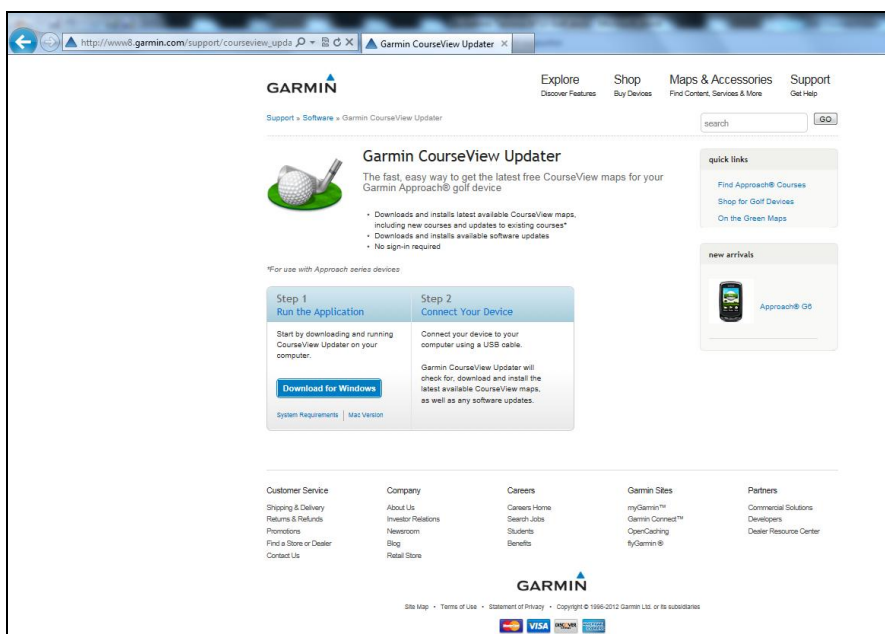 http://www8.garmin.com/support/courseview_upda
Garmin CourseView Updater
GARMIN
Explore
Discover Features
Shop
Buy Devices
Maps & Accessories
Find Content, Services & More
Support
Get Help
Support » Software » Garmin CourseView Updater
search
GO
Garmin CourseView Updater
The fast, easy way to get the latest free CourseView maps for your
Garmin Approach® golf device
• Downloads and installs latest available CourseView maps,
including new courses and updates to existing courses*
• Downloads and installs available software updates
• No sign-in required
*For use with Approach series devices
quick links
Find Approach® Courses
Shop for Golf Devices
On the Green Maps
new arrivals
Approach® G6
Step 1
Run the Application
Start by downloading and running
CourseView Updater on your
computer.
Download for Windows
System Requirements | Mac Version
Step 2
Connect Your Device
Connect your device to your
computer using a USB cable.
Garmin CourseView Updater will
check for, download and install the
latest available CourseView maps,
as well as any software updates.
Customer Service
Shipping & Delivery
Returns & Refunds
Promotions
Find a Store or Dealer
Contact Us
Company
About Us
Investor Relations
Newsroom
Blog
Retail Store
Careers
Careers Home
Search Jobs
Students
Benefits
Garmin Sites
myGarmin™
Garmin Connect™
OpenCaching
flyGarmin ®
Partners
Commercial Solutions
Developers
Dealer Resource Center
GARMIN
Site Map • Terms of Use • Statement of Privacy • Copyright © 1996-2012 Garmin Ltd. or its subsidiaries
VISA